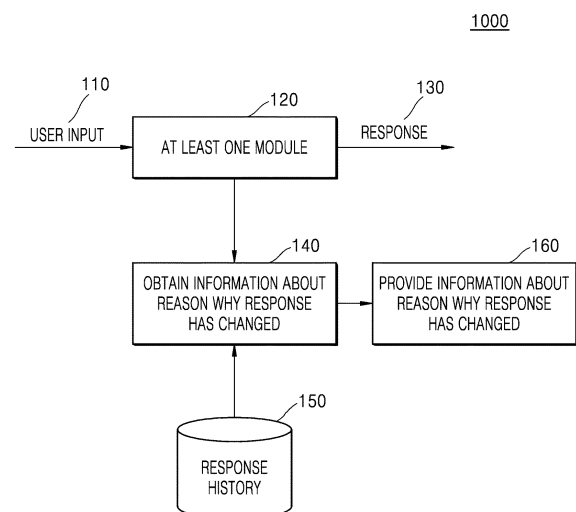 1000
110
120
130
USER INPUT
AT LEAST ONE MODULE
RESPONSE
140
160
OBTAIN INFORMATION ABOUT
REASON WHY RESPONSE
HAS CHANGED
PROVIDE INFORMATION ABOUT
REASON WHY RESPONSE
HAS CHANGED
150
RESPONSE
HISTORY